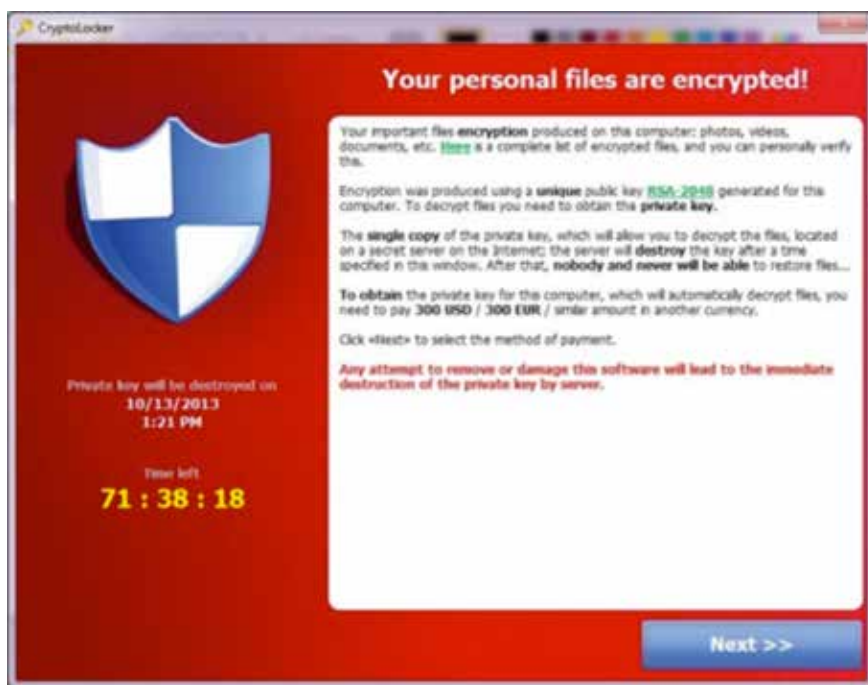 CryptoLocker
Your personal files are encrypted!
Your important files encryption produced on this computer: photos, videos,
documents, etc. Here is a complete list of encrypted files, and you can personally verify
this.
Encryption was produced using a unique public key RSA-2048 generated for this
computer. To decrypt files you need to obtain the private key.
The single copy of the private key, which will allow you to decrypt the files, located
on a secret server on the Internet; the server will destroy the key after a time
specified in this window. After that, nobody and never will be able to restore files...
To obtain the private key for this computer, which will automatically decrypt files, you
need to pay 300 USD / 300 EUR / similar amount in another currency.
Click «Next» to select the method of payment.
Any attempt to remove or damage this software will lead to the immediate
destruction of the private key by server.
Private key will be destroyed on
10/13/2013
1:21 PM
Time left
71 : 38 : 18
Next >>